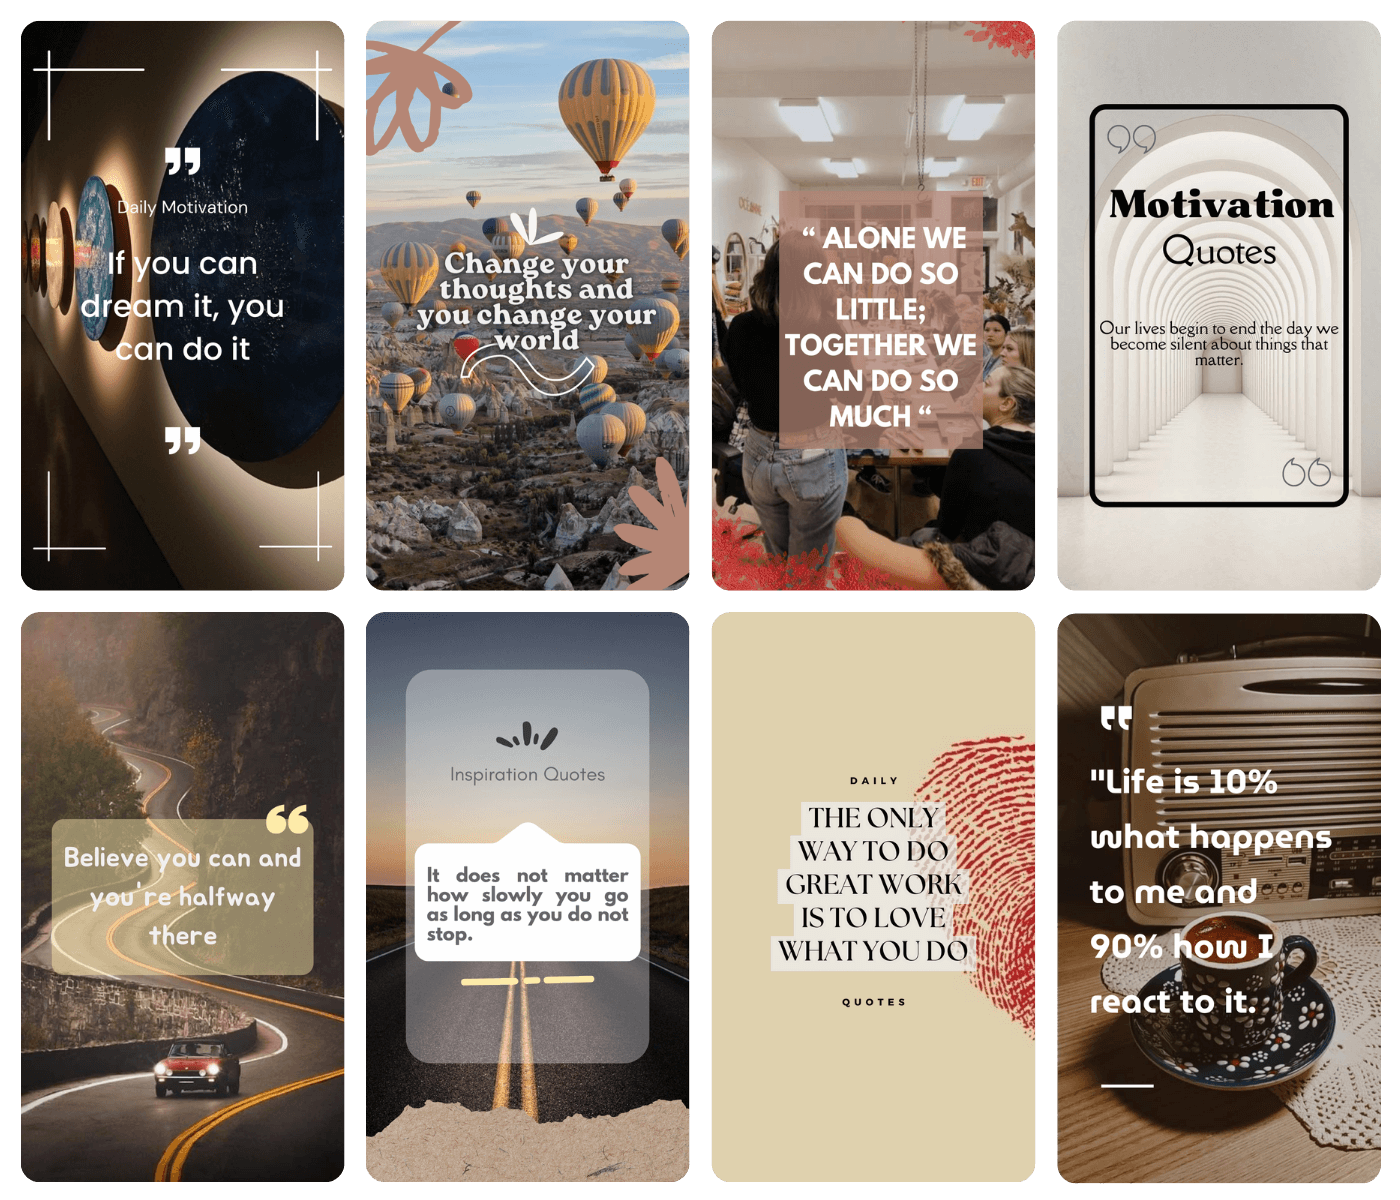 Daily Motivation
If you can
dream it, you
can do it
Change your
thoughts and
you change your
world
“ ALONE WE
CAN DO SO
LITTLE;
TOGETHER WE
CAN DO SO
MUCH “
Motivation
Quotes
Our lives begin to end the day we
become silent about things that
matter.
Believe you can and
you're halfway
there
Inspiration Quotes
It does not matter
how slowly you go
as long as you do not
stop.
DAILY
THE ONLY
WAY TO DO
GREAT WORK
IS TO LOVE
WHAT YOU DO
QUOTES
"Life is 10%
what happens
to me and
90% how I
react to it.